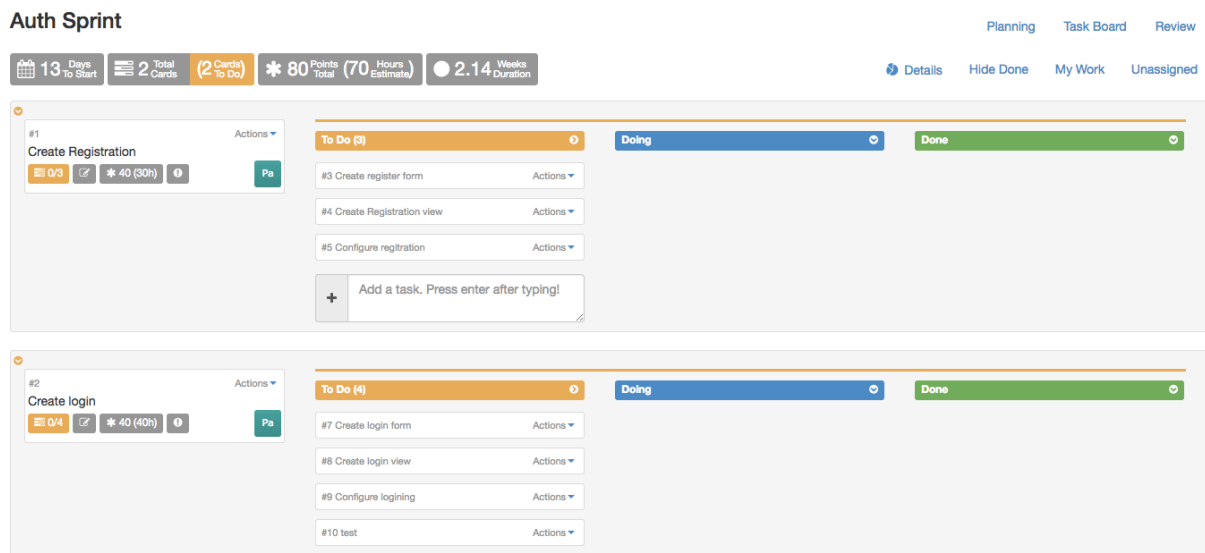 Auth Sprint
Planning Task Board Review
13 Days To Start 2 Total Cards (2 Cards To Do) 80 Points Total (70 Hours Estimate) 2.14 Weeks Duration
Details Hide Done My Work Unassigned
#1 Actions
Create Registration
0/3 40 (30h) Pa
To Do (3) Doing Done
#3 Create register form Actions
#4 Create Registration view Actions
#5 Configure regitration Actions
+ Add a task. Press enter after typing!
#2 Actions
Create login
0/4 40 (40h) Pa
To Do (4) Doing Done
#7 Create login form Actions
#8 Create login view Actions
#9 Configure logining Actions
#10 test Actions